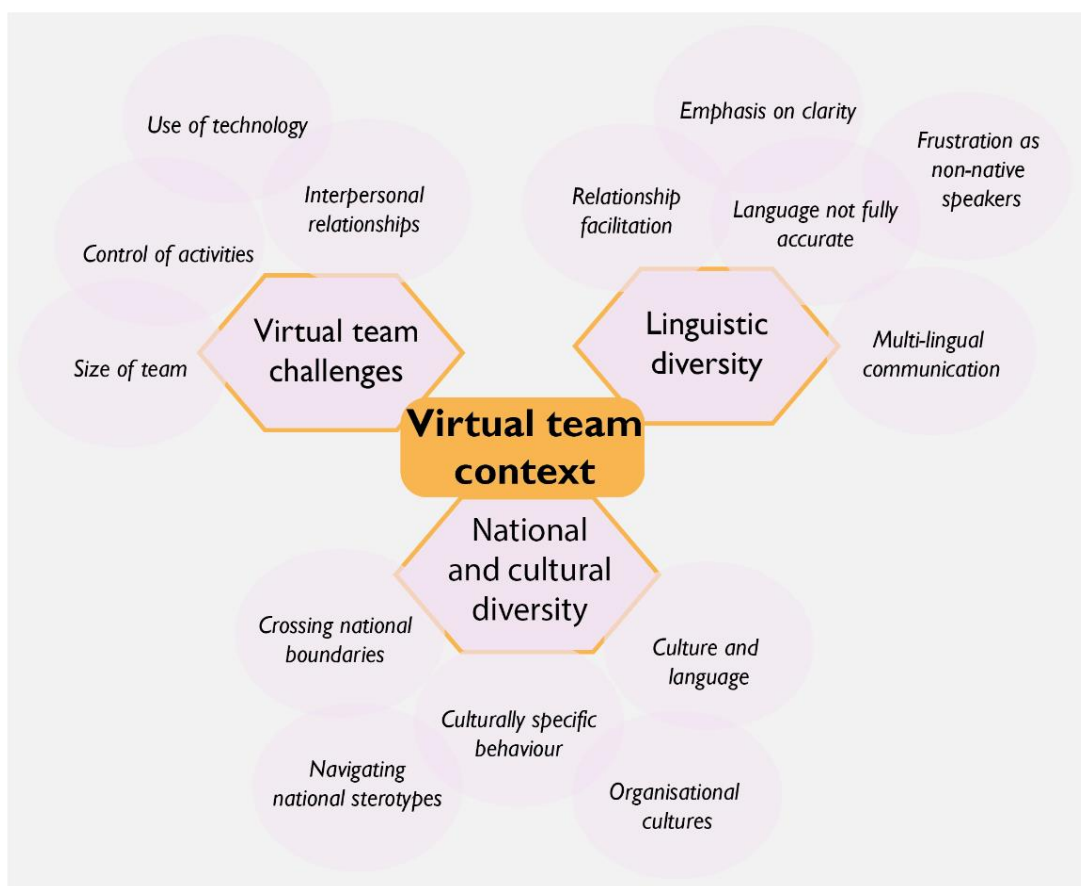 Use of technology
Interpersonal
relationships
Control of activities
Size of team
Virtual team
challenges
Emphasis on clarity
Frustration as
non-native
speakers
Relationship
facilitation
Language not fully
accurate
Multi-lingual
communication
Linguistic
diversity
Virtual team
context
National
and cultural
diversity
Crossing national
boundaries
Culture and
language
Culturally specific
behaviour
Navigating
national sterotypes
Organisational
cultures